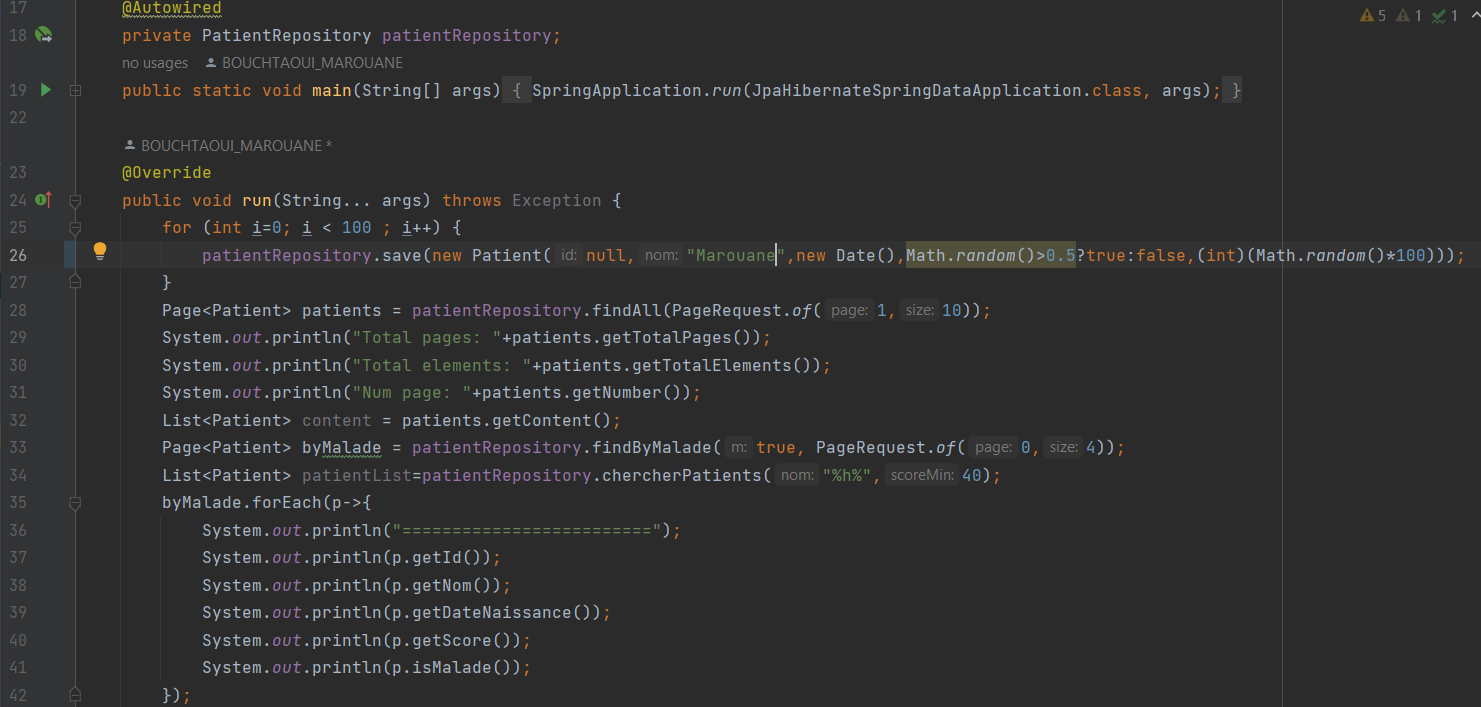 5 1 1
17 @Autowired
18 private PatientRepository patientRepository;
no usages BOUCHTAOUI_MAROUANE
19 public static void main(String[] args) { SpringApplication.run(JpaHibernateSpringDataApplication.class, args); }
22
BOUCHTAOUI_MAROUANE *
23 @Override
24 public void run(String... args) throws Exception {
25 for (int i=0; i < 100 ; i++) {
26 patientRepository.save(new Patient( id: null, nom: "Marouane",new Date(),Math.random()>0.5?true:false,(int)(Math.random()*100)));
27 }
28 Page<Patient> patients = patientRepository.findAll(PageRequest.of( page: 1, size: 10));
29 System.out.println("Total pages: "+patients.getTotalPages());
30 System.out.println("Total elements: "+patients.getTotalElements());
31 System.out.println("Num page: "+patients.getNumber());
32 List<Patient> content = patients.getContent();
33 Page<Patient> byMalade = patientRepository.findByMalade( m: true, PageRequest.of( page: 0, size: 4));
34 List<Patient> patientList=patientRepository.chercherPatients( nom: "%h%", scoreMin: 40);
35 byMalade.forEach(p->{
36 System.out.println("=========================");
37 System.out.println(p.getId());
38 System.out.println(p.getNom());
39 System.out.println(p.getDateNaissance());
40 System.out.println(p.getScore());
41 System.out.println(p.isMalade());
42 });